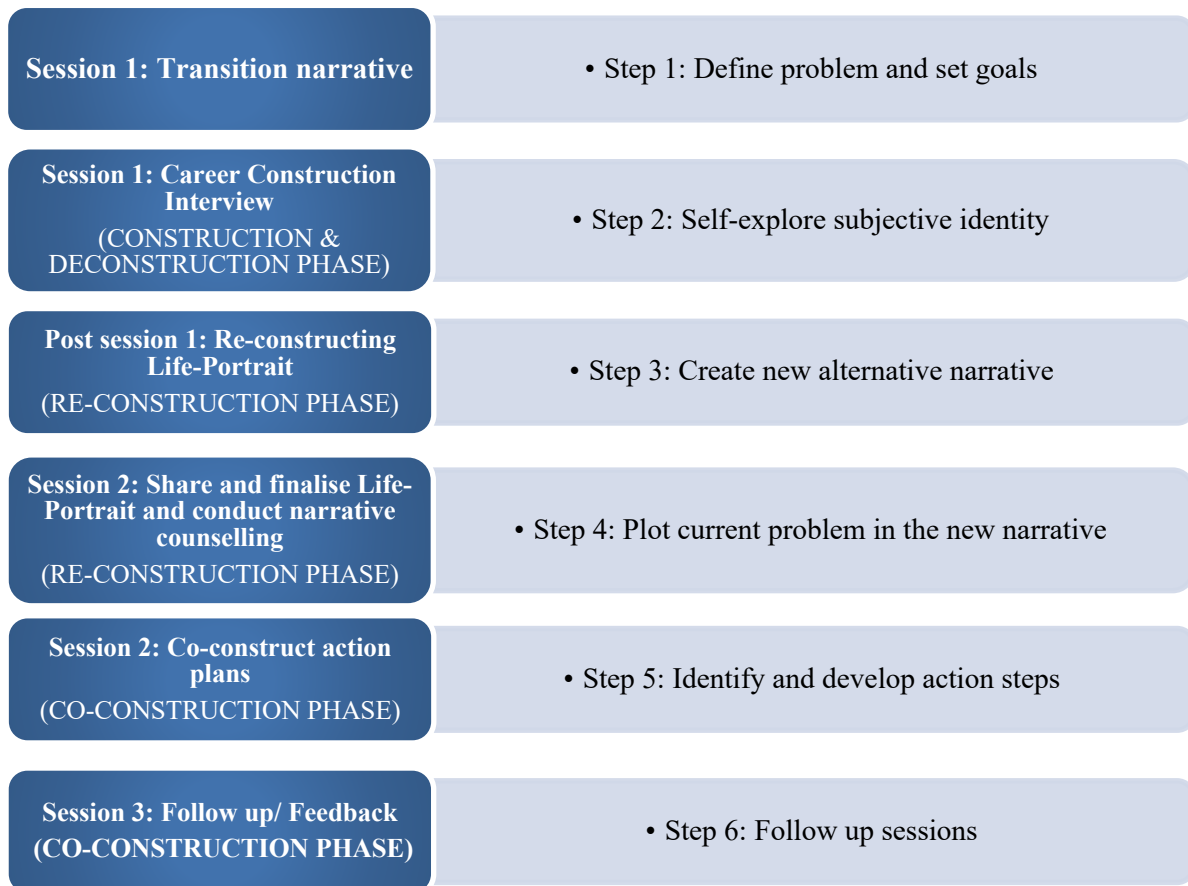 Session 1: Transition narrative
• Step 1: Define problem and set goals
Session 1: Career Construction
Interview
(CONSTRUCTION &
DECONSTRUCTION PHASE)
• Step 2: Self-explore subjective identity
Post session 1: Re-constructing
Life-Portrait
(RE-CONSTRUCTION PHASE)
• Step 3: Create new alternative narrative
Session 2: Share and finalise Life-
Portrait and conduct narrative
counselling
(RE-CONSTRUCTION PHASE)
• Step 4: Plot current problem in the new narrative
Session 2: Co-construct action
plans
(CO-CONSTRUCTION PHASE)
• Step 5: Identify and develop action steps
Session 3: Follow up/ Feedback
(CO-CONSTRUCTION PHASE)
• Step 6: Follow up sessions